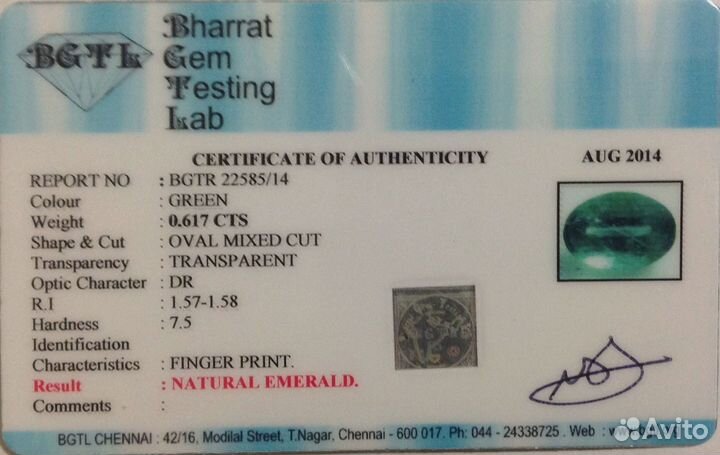 BGTL
Bharrat
Gem
Testing
Lab
CERTIFICATE OF AUTHENTICITY
AUG 2014
REPORT NO : BGTR 22585/14
Colour : GREEN
Weight : 0.617 CTS
Shape & Cut : OVAL MIXED CUT
Transparency : TRANSPARENT
Optic Character : DR
R.I : 1.57-1.58
Hardness : 7.5
Identification
Characteristics : FINGER PRINT.
Result : NATURAL EMERALD.
Comments :
BGTL CHENNAI : 42/16, Modilal Street, T.Nagar, Chennai - 600 017. Ph: 044 - 24338725 . Web :
Avito